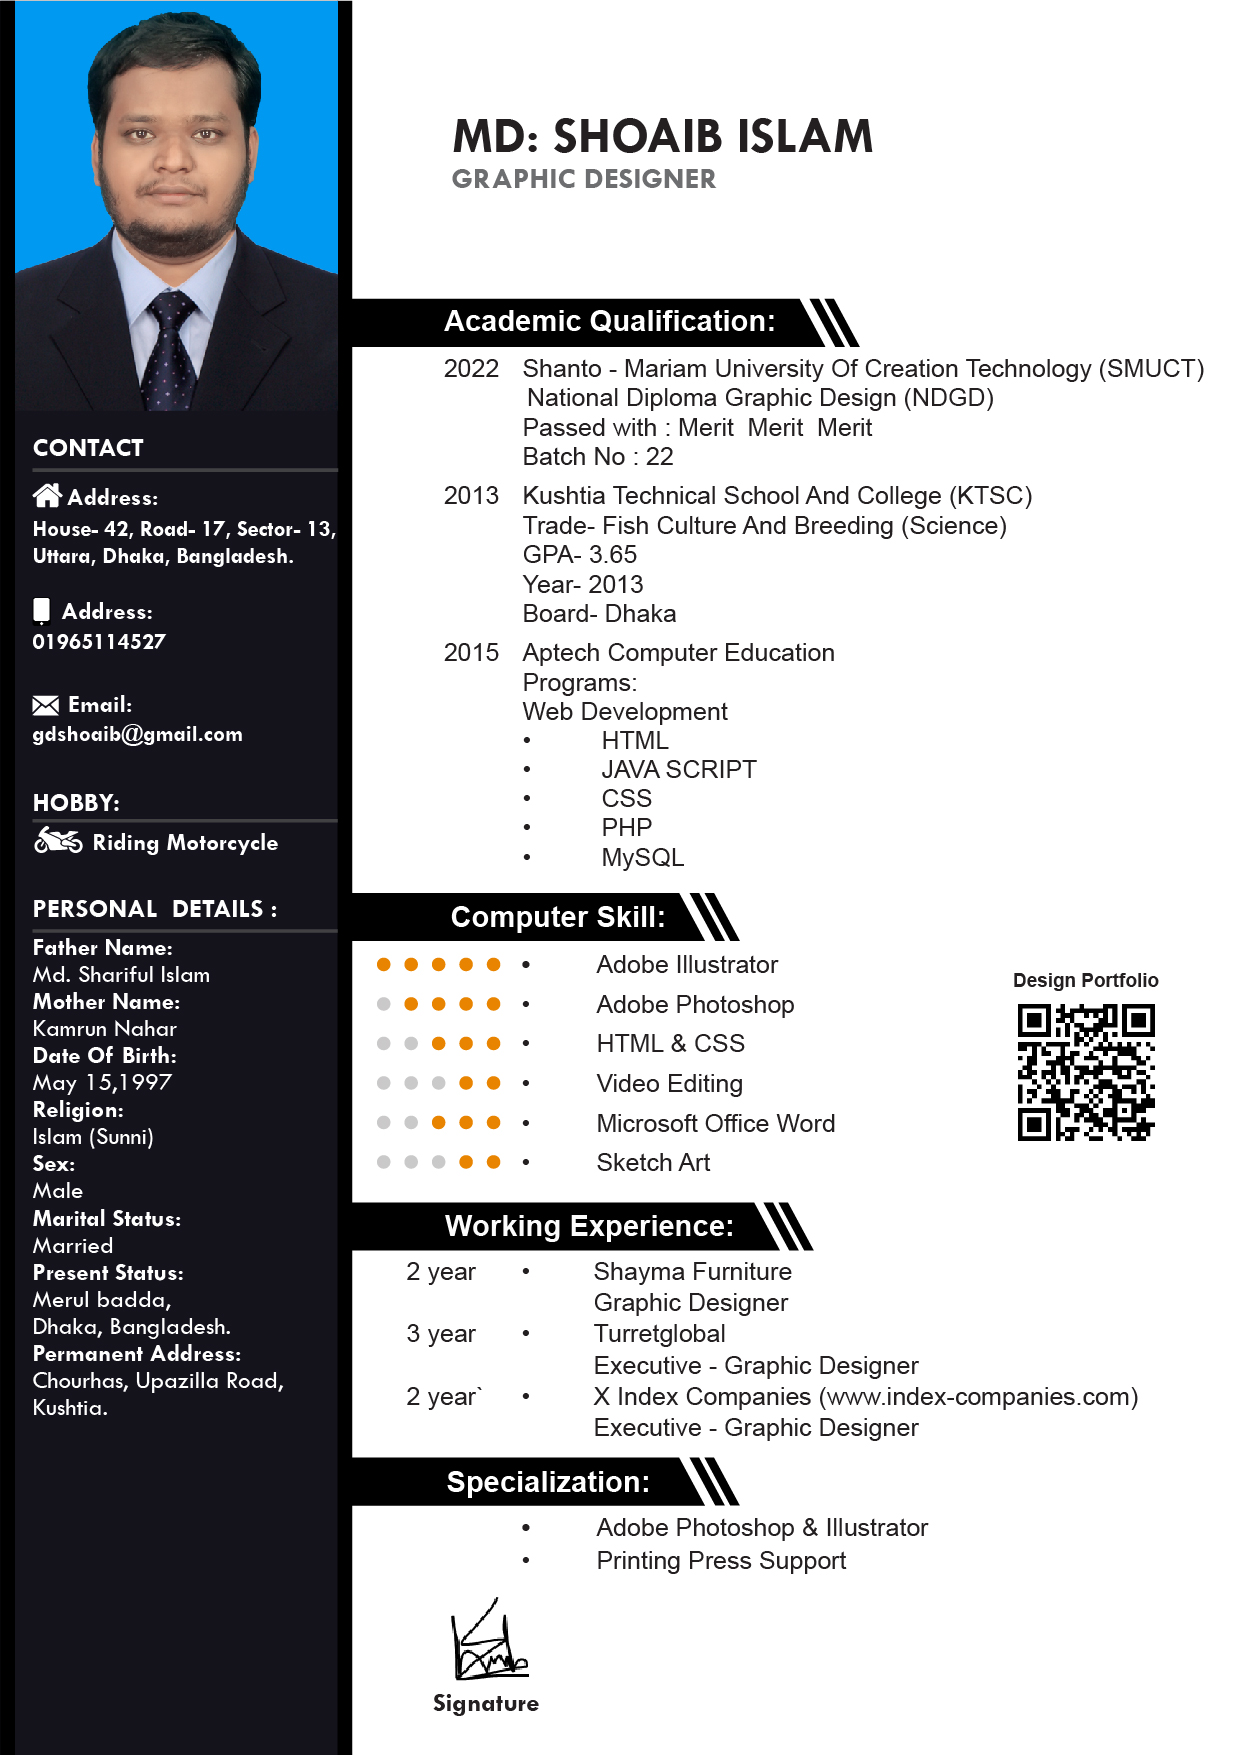 MD: SHOAIB ISLAM
GRAPHIC DESIGNER
CONTACT
Address:
House- 42, Road- 17, Sector- 13,
Uttara, Dhaka, Bangladesh.
Address:
01965114527
Email:
gdshoaib@gmail.com
HOBBY:
Riding Motorcycle
PERSONAL DETAILS :
Father Name:
Md. Shariful Islam
Mother Name:
Kamrun Nahar
Date Of Birth:
May 15,1997
Religion:
Islam (Sunni)
Sex:
Male
Marital Status:
Married
Present Status:
Merul badda,
Dhaka, Bangladesh.
Permanent Address:
Chourhas, Upazilla Road,
Kushtia.
Academic Qualification:
2022 Shanto - Mariam University Of Creation Technology (SMUCT)
National Diploma Graphic Design (NDGD)
Passed with : Merit Merit Merit
Batch No : 22
2013 Kushtia Technical School And College (KTSC)
Trade- Fish Culture And Breeding (Science)
GPA- 3.65
Year- 2013
Board- Dhaka
2015 Aptech Computer Education
Programs:
Web Development
• HTML
• JAVA SCRIPT
• CSS
• PHP
• MySQL
Computer Skill:
• Adobe Illustrator
• Adobe Photoshop
• HTML & CSS
• Video Editing
• Microsoft Office Word
• Sketch Art
Design Portfolio
Working Experience:
2 year • Shayma Furniture
Graphic Designer
3 year • Turretglobal
Executive - Graphic Designer
2 year` • X Index Companies (www.index-companies.com)
Executive - Graphic Designer
Specialization:
• Adobe Photoshop & Illustrator
• Printing Press Support
Signature